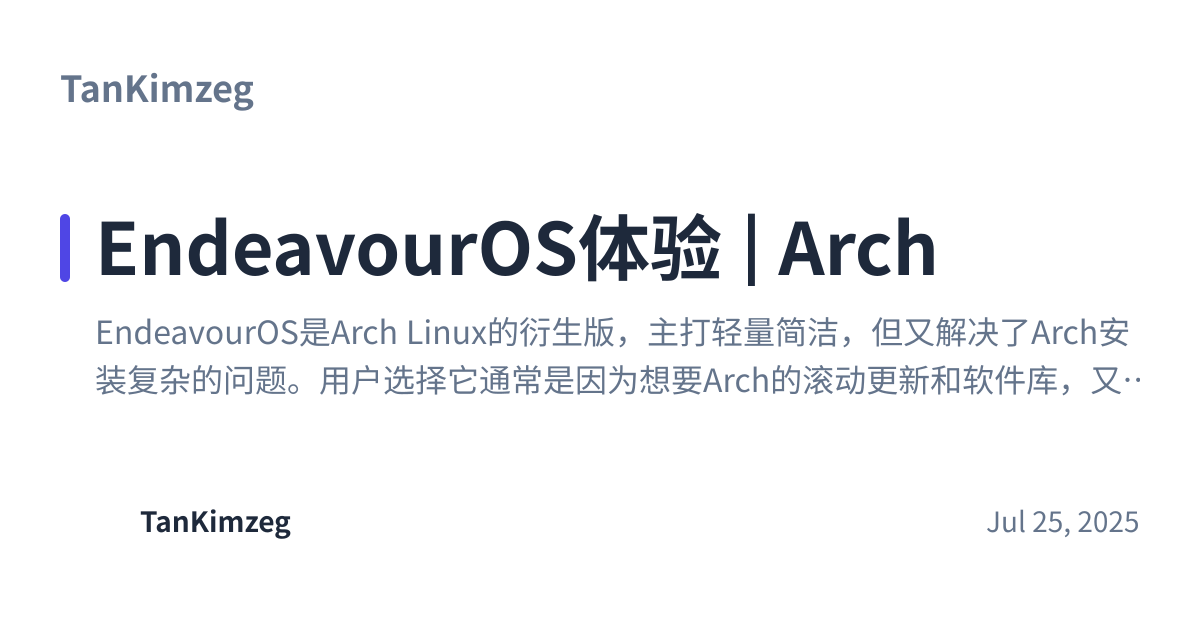 TanKimzeg
EndeavourOS体验 | Arch
EndeavourOS是Arch Linux的衍生版，主打轻量简洁，但又解决了Arch安
装复杂的问题。用户选择它通常是因为想要Arch的滚动更新和软件库，又··
TanKimzeg
Jul 25, 2025